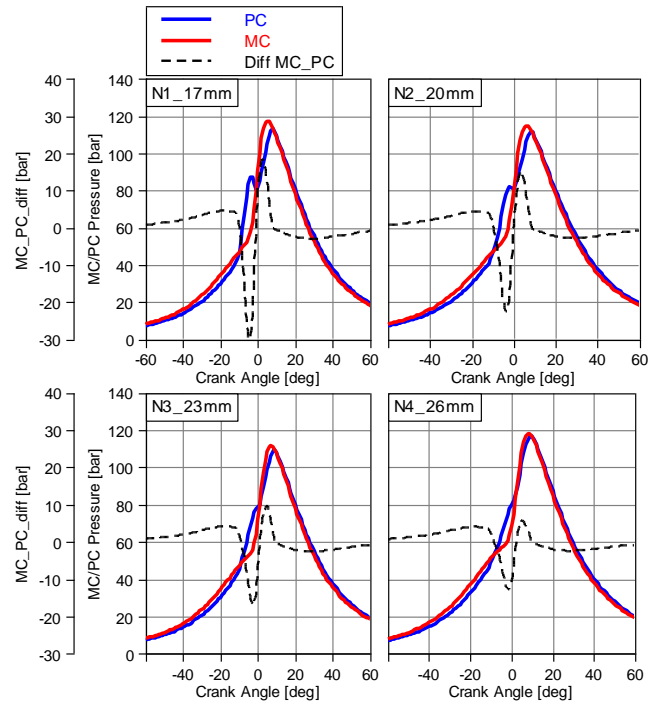 PC
MC
Diff MC_PC
40
30
20
10
0
-10
-20
-30
MC_PC_diff [bar]
140
120
100
80
60
40
20
0
MC/PC Pressure [bar]
N1_17mm
-60 -40 -20 0 20 40 60
Crank Angle [deg]
N2_20mm
-40 -20 0 20 40 60
Crank Angle [deg]
40
30
20
10
0
-10
-20
-30
MC_PC_diff [bar]
140
120
100
80
60
40
20
0
MC/PC Pressure [bar]
N3_23mm
-40 -20 0 20 40 60
Crank Angle [deg]
N4_26mm
-40 -20 0 20 40 60
Crank Angle [deg]